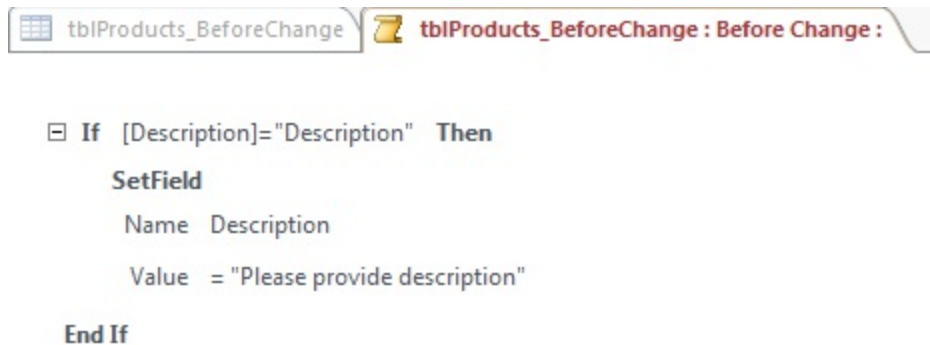 tblProducts_BeforeChange tblProducts_BeforeChange : Before Change :
If [Description]="Description" Then
SetField
Name Description
Value = "Please provide description"
End If